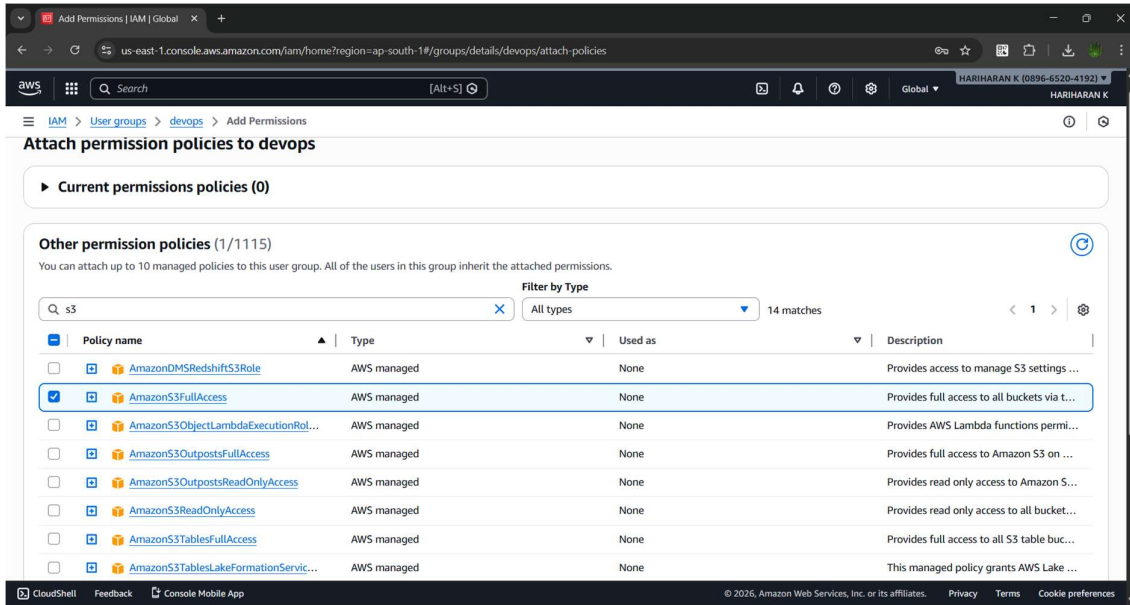 Add Permissions | IAM | Global
us-east-1.console.aws.amazon.com/iam/home?region=ap-south-1#/groups/details/devops/attach-policies
aws
Search [Alt+S]
Global
HARIHARAN K (0896-6520-4192)
HARIHARAN K
IAM > User groups > devops > Add Permissions
Attach permission policies to devops
Current permissions policies (0)
Other permission policies (1/1115)
You can attach up to 10 managed policies to this user group. All of the users in this group inherit the attached permissions.
Filter by Type
s3 All types 14 matches 1
Policy name Type Used as Description
AmazonDMSRedshiftS3Role AWS managed None Provides access to manage S3 settings ...
AmazonS3FullAccess AWS managed None Provides full access to all buckets via t...
AmazonS3ObjectLambdaExecutionRol... AWS managed None Provides AWS Lambda functions permi...
AmazonS3OutpostsFullAccess AWS managed None Provides full access to Amazon S3 on ...
AmazonS3OutpostsReadOnlyAccess AWS managed None Provides read only access to Amazon S...
AmazonS3ReadOnlyAccess AWS managed None Provides read only access to all bucket...
AmazonS3TablesFullAccess AWS managed None Provides full access to all S3 table buc...
AmazonS3TablesLakeFormationServic... AWS managed None This managed policy grants AWS Lake ...
CloudShell Feedback Console Mobile App © 2026, Amazon Web Services, Inc. or its affiliates. Privacy Terms Cookie preferences